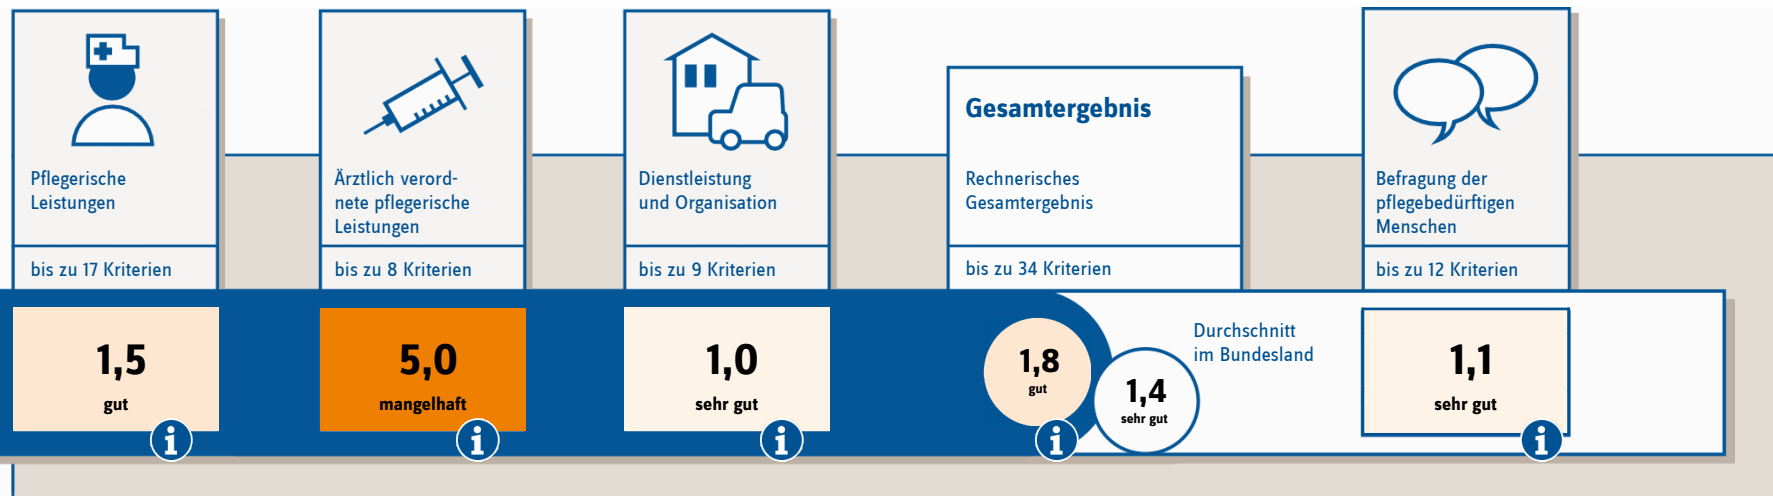 Pflegerische
Leistungen
bis zu 17 Kriterien
1,5
gut
i
Ärztlich verord-
nete pflegerische
Leistungen
bis zu 8 Kriterien
5,0
mangelhaft
i
Dienstleistung
und Organisation
bis zu 9 Kriterien
1,0
sehr gut
i
Gesamtergebnis
Rechnerisches
Gesamtergebnis
bis zu 34 Kriterien
1,8
gut
i
Durchschnitt
im Bundesland
1,4
sehr gut
Befragung der
pflegebedürftigen
Menschen
bis zu 12 Kriterien
1,1
sehr gut
i